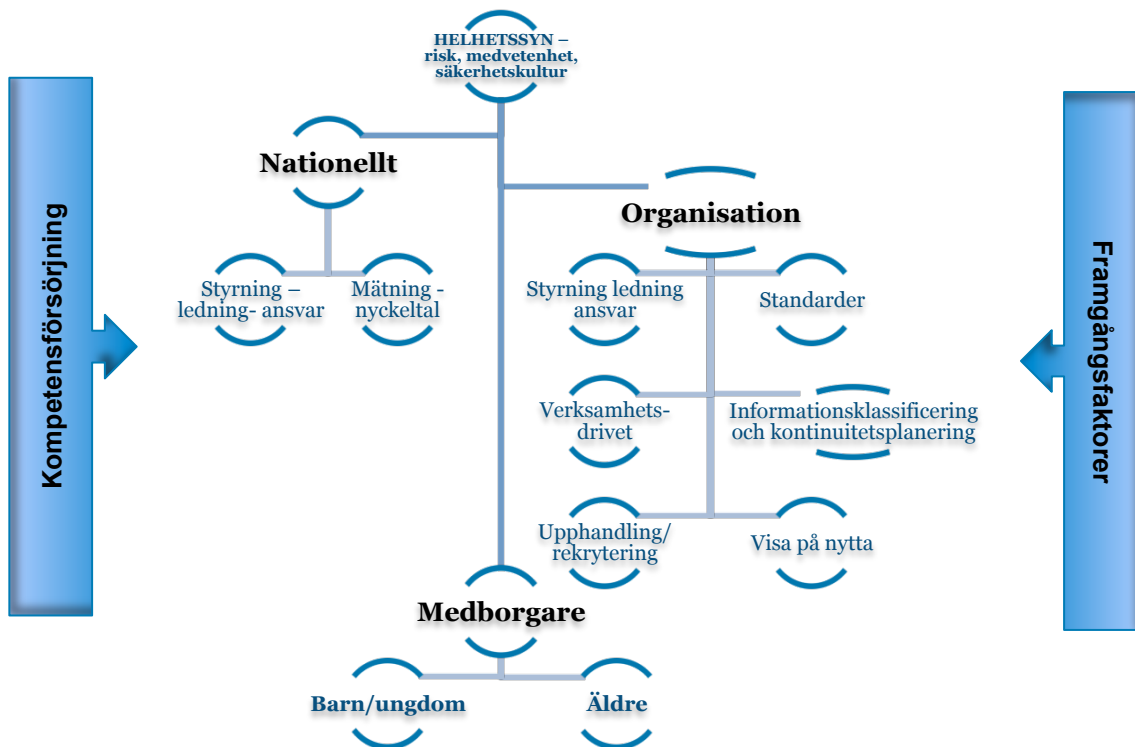 HELHETSSYN –
risk, medvetenhet,
säkerhetskultur
Kompetensförsörjning
Framgångsfaktorer
Nationellt
Organisation
Styrning –
ledning- ansvar
Mätning -
nyckeltal
Styrning ledning
ansvar
Standarder
Verksamhets-
drivet
Informationsklassificering
och kontinuitetsplanering
Upphandling/
rekrytering
Visa på nytta
Medborgare
Barn/ungdom
Äldre